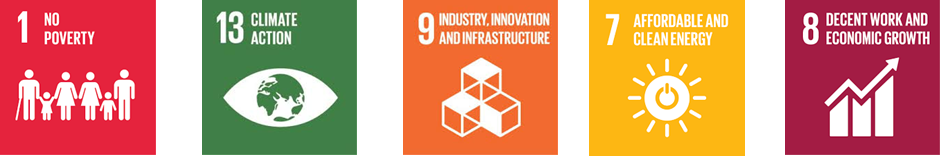 1 NO
POVERTY
13 CLIMATE
ACTION
9 INDUSTRY, INNOVATION
AND INFRASTRUCTURE
7 AFFORDABLE AND
CLEAN ENERGY
8 DECENT WORK AND
ECONOMIC GROWTH